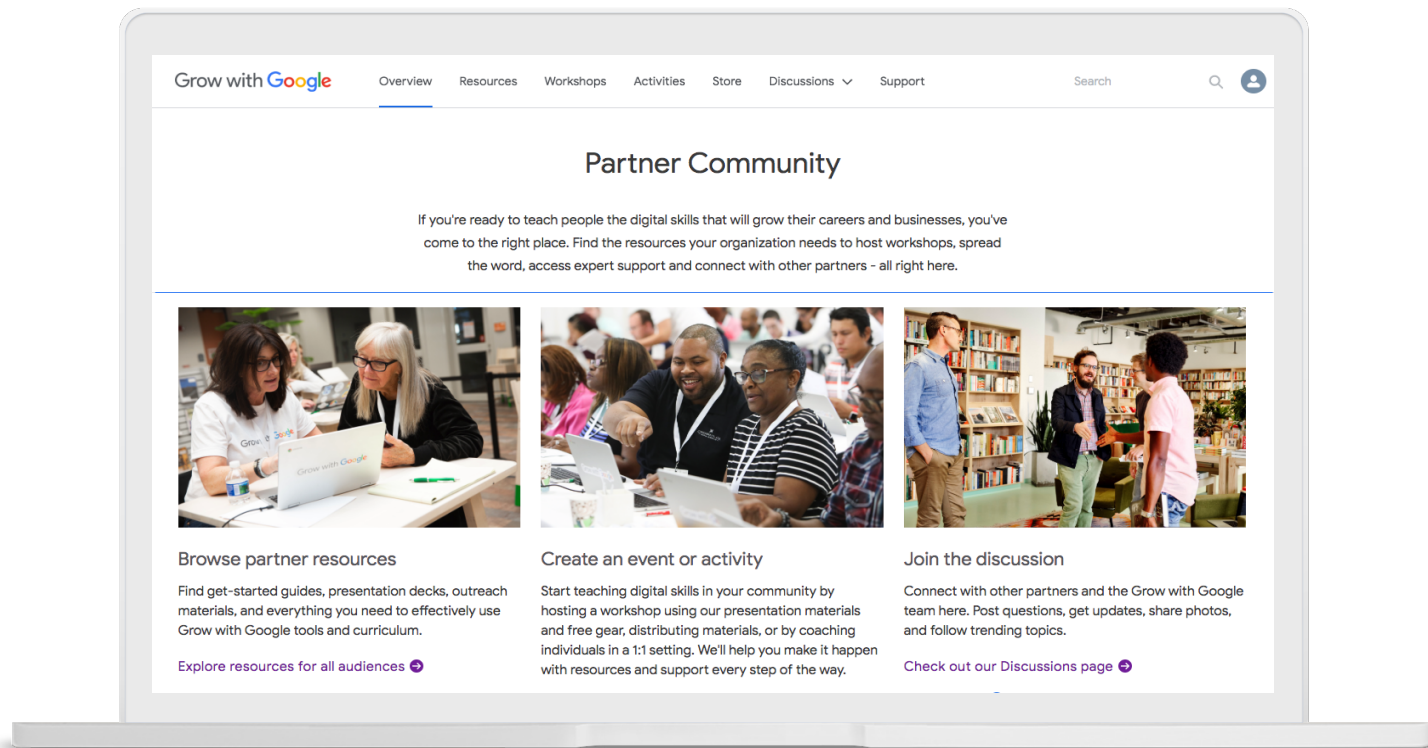 Grow with Google
Overview
Resources
Workshops
Activities
Store
Discussions
Support
Search
Partner Community
If you're ready to teach people the digital skills that will grow their careers and businesses, you've
come to the right place. Find the resources your organization needs to host workshops, spread
the word, access expert support and connect with other partners - all right here.
Grow with Google
Grow with Google
Browse partner resources
Find get-started guides, presentation decks, outreach
materials, and everything you need to effectively use
Grow with Google tools and curriculum.
Explore resources for all audiences
Create an event or activity
Start teaching digital skills in your community by
hosting a workshop using our presentation materials
and free gear, distributing materials, or by coaching
individuals in a 1:1 setting. We'll help you make it happen
with resources and support every step of the way.
Join the discussion
Connect with other partners and the Grow with Google
team here. Post questions, get updates, share photos,
and follow trending topics.
Check out our Discussions page